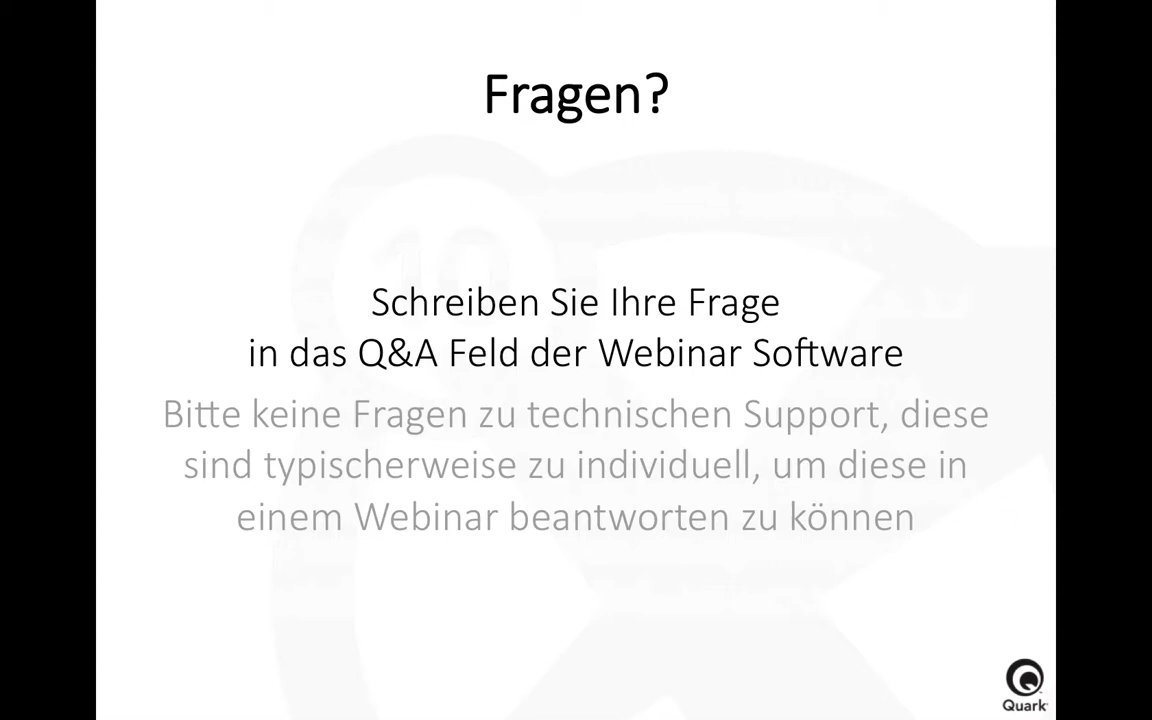 Fragen?
10
Schreiben Sie Ihre Frage
in das Q&A Feld der Webinar Software
Bitte keine Fragen zu technischen Support, diese
sind typischerweise zu individuell, um diese in
einem Webinar beantworten zu können
Quark